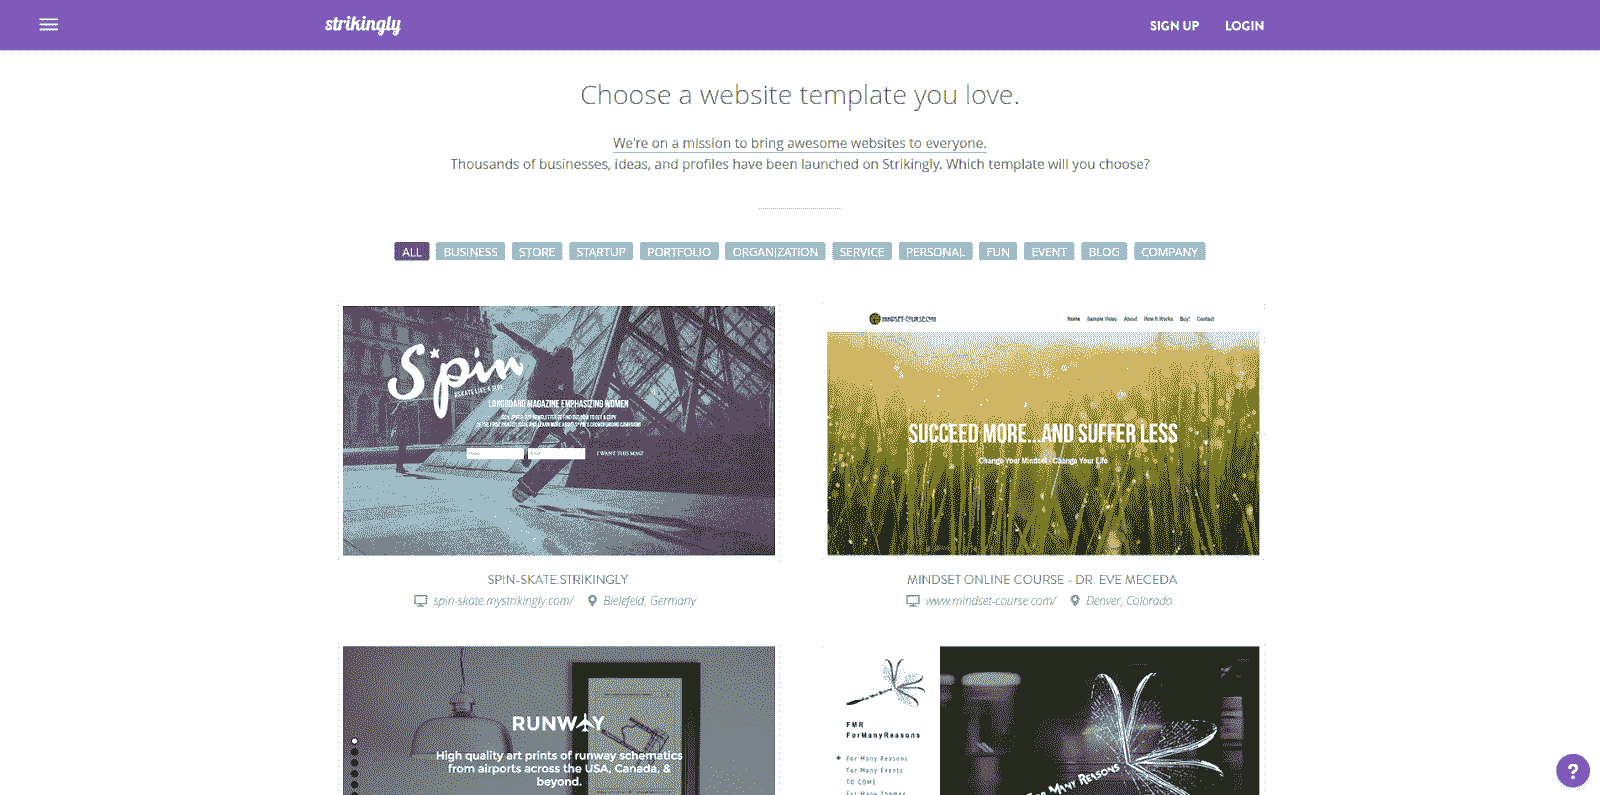 strikingly
SIGN UP
LOGIN
Choose a website template you love.
We're on a mission to bring awesome websites to everyone.
Thousands of businesses, ideas, and profiles have been launched on Strikingly. Which template will you choose?
ALL
BUSINESS
STORE
STARTUP
PORTFOLIO
ORGANIZATION
SERVICE
PERSONAL
FUN
EVENT
BLOG
COMPANY
Spin
#SKATE LIKE A GIRL
LONGBOARD MAGAZINE EMPHASIZING WOMEN
I WANT THIS MAG!
SPIN-SKATE.STRIKINGLY
spin-skate.mystrikingly.com/
Bielefeld, Germany
MINDSET-COURSE.COM
Home
Sample Video
About
How It Works
Buy!
Contact
SUCCEED MORE...AND SUFFER LESS
Change Your Mindset - Change Your Life
MINDSET ONLINE COURSE - DR. EVE MECEDA
www.mindset-course.com/
Denver, Colorado
RUNWAY
High quality art prints of runway schematics
from airports across the USA, Canada, &
beyond.
FMR
ForManyReasons
For Many Reasons
For Many Events
TO COME
For Many Themes
FOR MANY REASONS
?